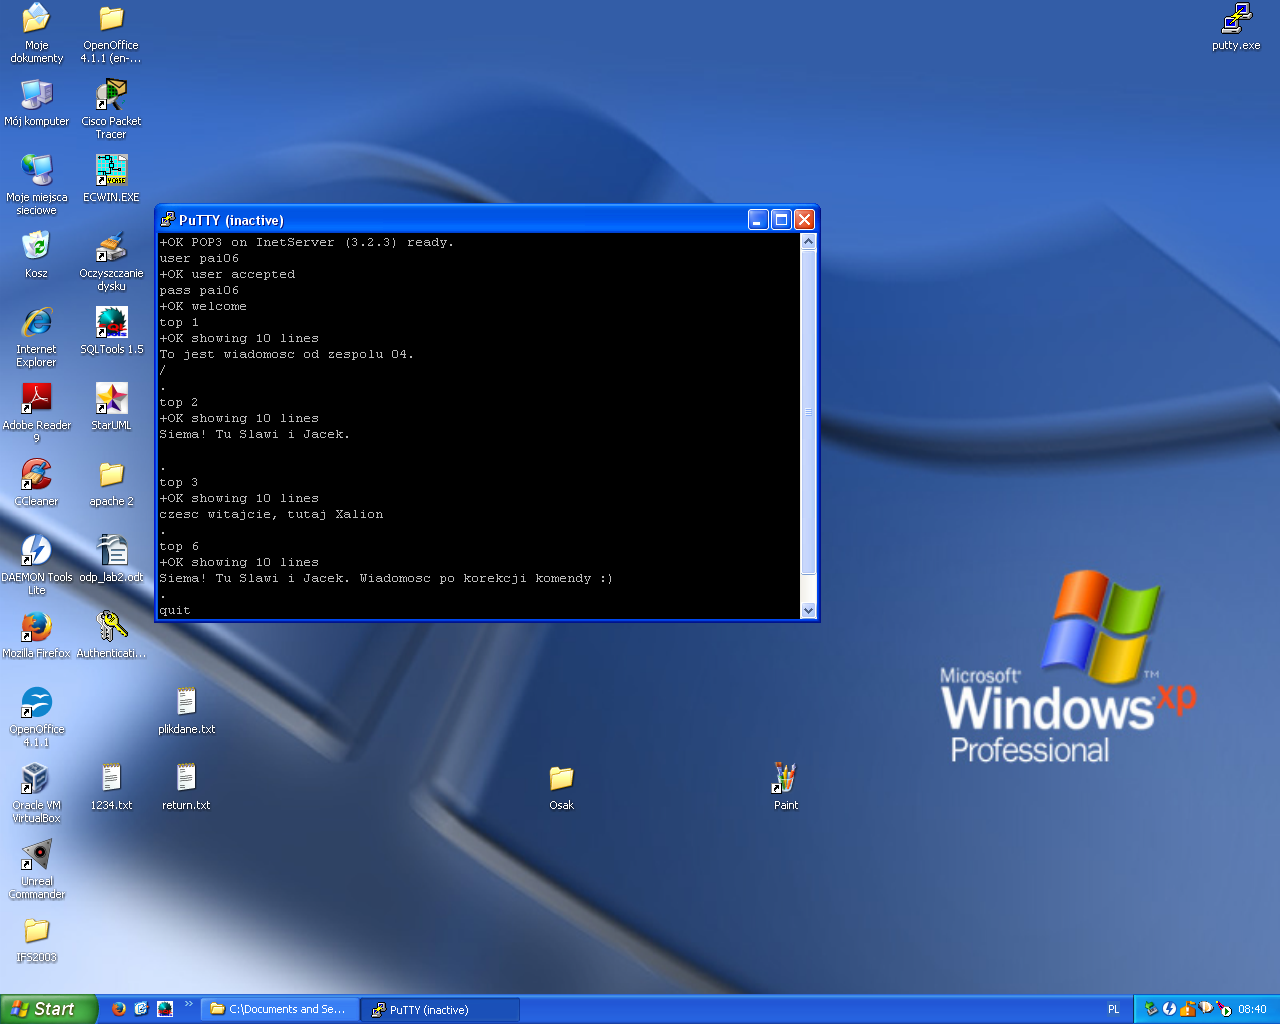 Moje
dokumenty
OpenOffice
4.1.1 (en-...
putty.exe
Mój komputer
Cisco Packet
Tracer
Moje miejsca
sieciowe
ECWIN.EXE
Kosz
Oczyszczanie
dysku
Internet
Explorer
SQLTools 1.5
Adobe Reader
9
StarUML
CCleaner
apache 2
DAEMON Tools
Lite
odp_lab2.odt
Mozilla Firefox
Authenticati...
OpenOffice
4.1.1
plikdane.txt
Oracle VM
VirtualBox
1234.txt
return.txt
Osak
Paint
Unreal
Commander
IFS2003
PuTTY (inactive)
+OK POP3 on InetServer (3.2.3) ready.
user pai06
+OK user accepted
pass pai06
+OK welcome
top 1
+OK showing 10 lines
To jest wiadomosc od zespolu 04.
/
.
top 2
+OK showing 10 lines
Siema! Tu Slawi i Jacek.
.
top 3
+OK showing 10 lines
czesc witajcie, tutaj Xalion
.
top 6
+OK showing 10 lines
Siema! Tu Slawi i Jacek. Wiadomosc po korekcji komendy :)
.
quit
Microsoft®
Windows xp ™
Professional
Start
C:\Documents and Se...
PuTTY (inactive)
PL
08:40